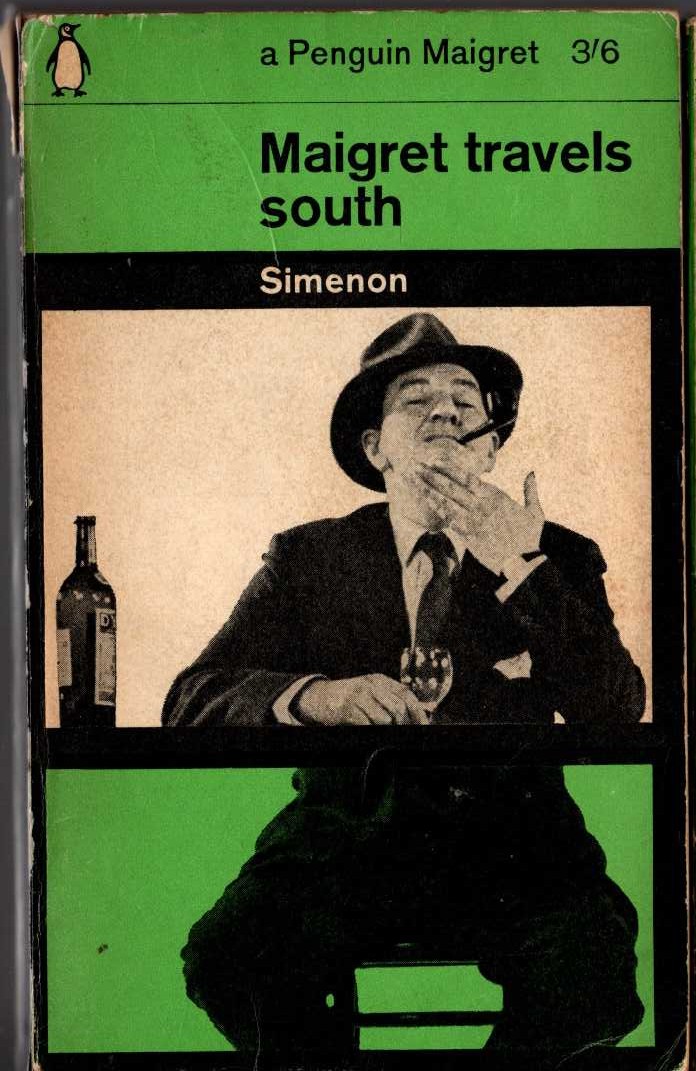 a Penguin Maigret 3/6
Maigret travels
south
Simenon